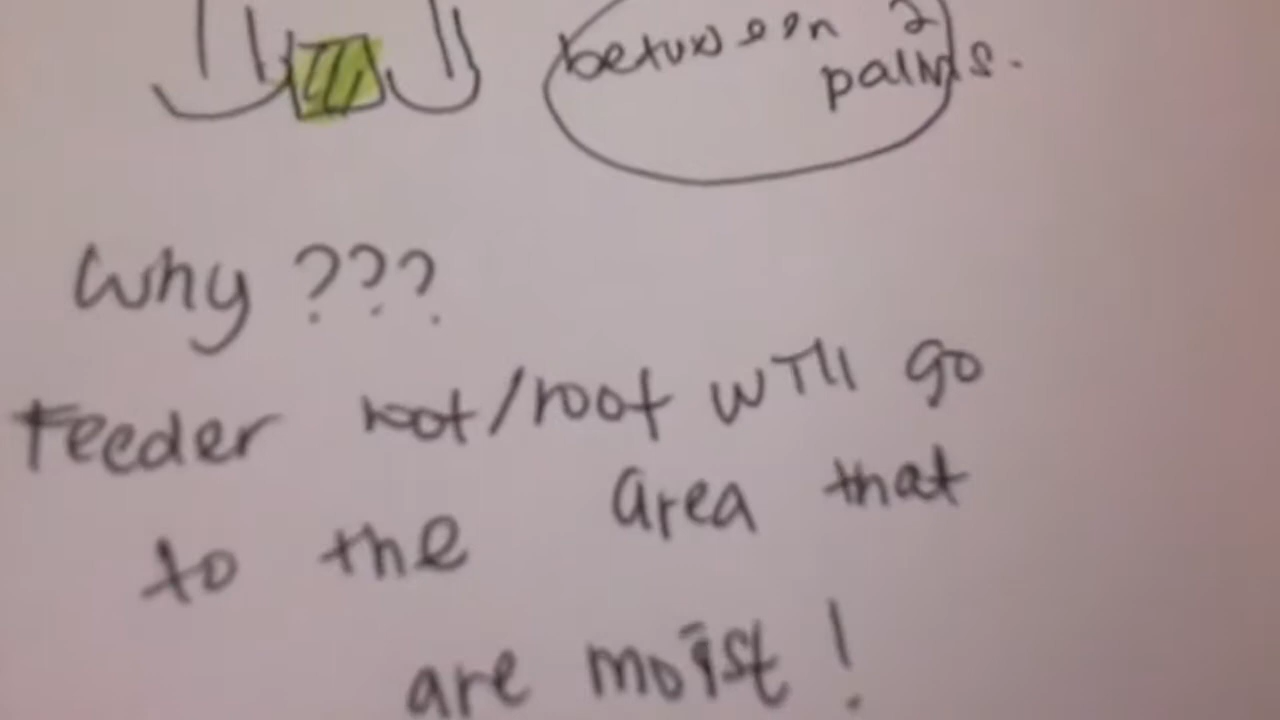 between 2
palms.
Why ???
Feeder root/root will go
to the area that
are moist!